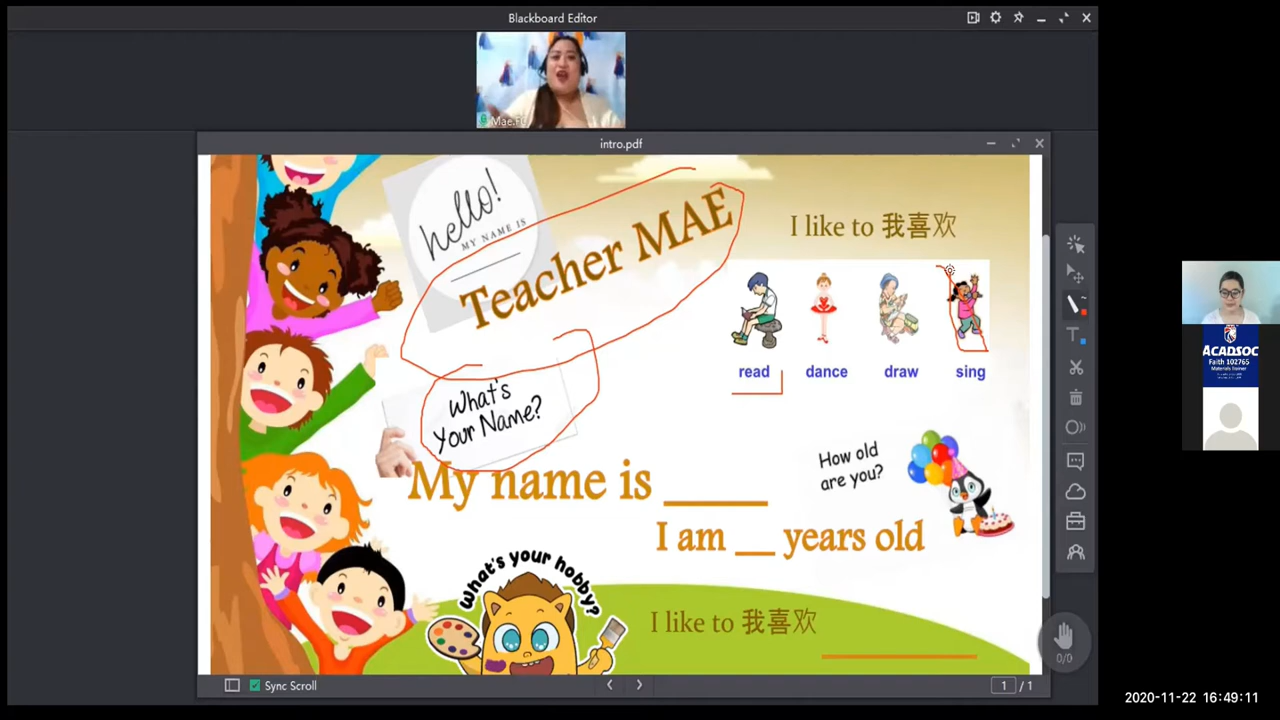 Blackboard Editor
Mae.F
intro.pdf
hello!
MY NAME IS
Teacher MAE
I like to 我喜欢
read dance draw sing
What's
Your Name?
My name is _____
How old
are you?
I am __ years old
What's your hobby?
I like to 我喜欢
Sync Scroll
1 / 1
0/0
ACADSOC
Faith 102765
Materials Trainer
2020-11-22 16:49:11